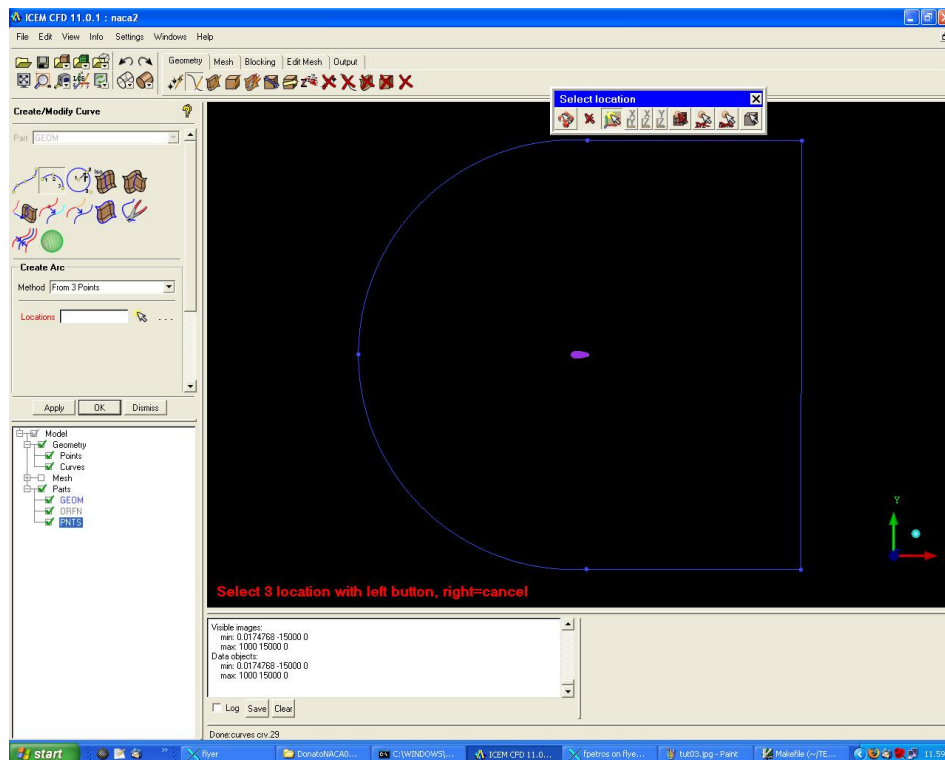 ICEM CFD 11.0.1 : naca2
File Edit View Info Settings Windows Help
Geometry Mesh Blocking Edit Mesh Output
Create/Modify Curve
Part GEOM
Create Arc
Method From 3 Points
Locations
Apply OK Dismiss
Model
Geometry
Points
Curves
Mesh
Parts
GEOM
ORFN
PNTS
Select location
Y
Select 3 location with left button, right=cancel
Visible images:
min: 0.0174768 -15000 0
max: 1000 15000 0
Data objects:
min: 0.0174768 -15000 0
max: 1000 15000 0
Log Save Clear
Done:curves crv.29
start flyer DonatoNACA0... C:\WINDOWS\... ICEM CFD 11.0... fpetros on flye... tut03.jpg - Paint Makefile (~/TE... 11.59